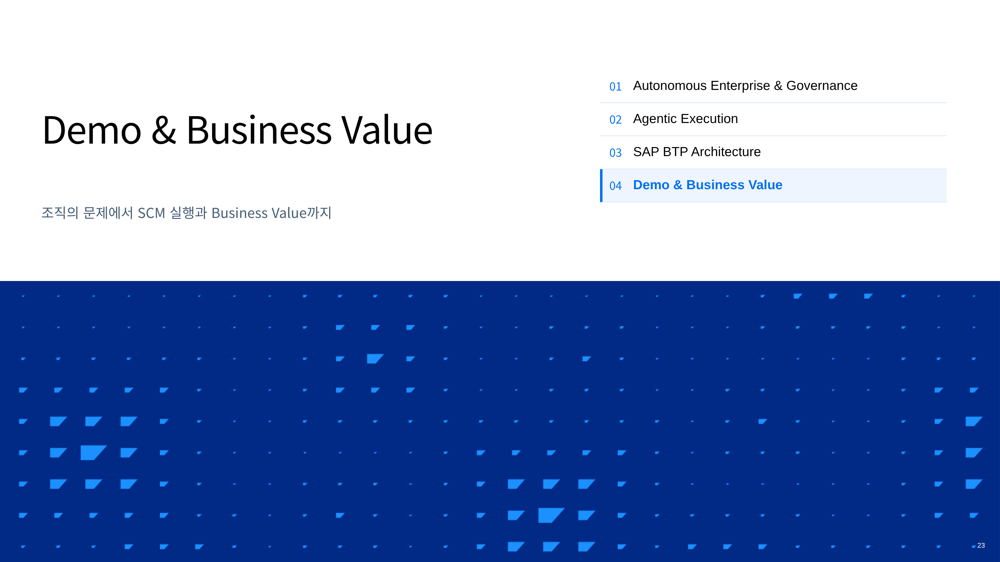 Demo & Business Value
조직의 문제에서 SCM 실행과 Business Value까지
01 Autonomous Enterprise & Governance
02 Agentic Execution
03 SAP BTP Architecture
04 Demo & Business Value
23